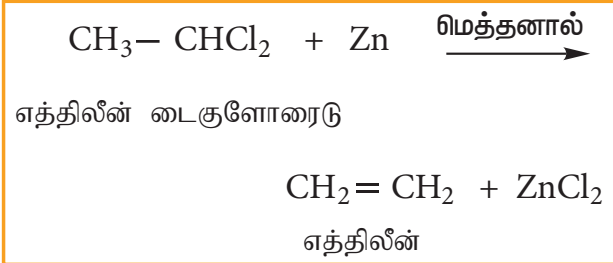 CH₃— CHCl₂ + Zn மெத்தனால் ⟶
எத்திலீன் டைகுளோரைடு
CH₂ = CH₂ + ZnCl₂
எத்திலீன்